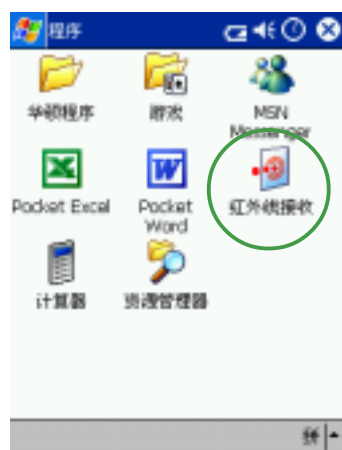 程序
华硕程序
游戏
MSN
Messenger
Pocket Excel
Pocket
Word
红外线接收
计算器
资源管理器
拼